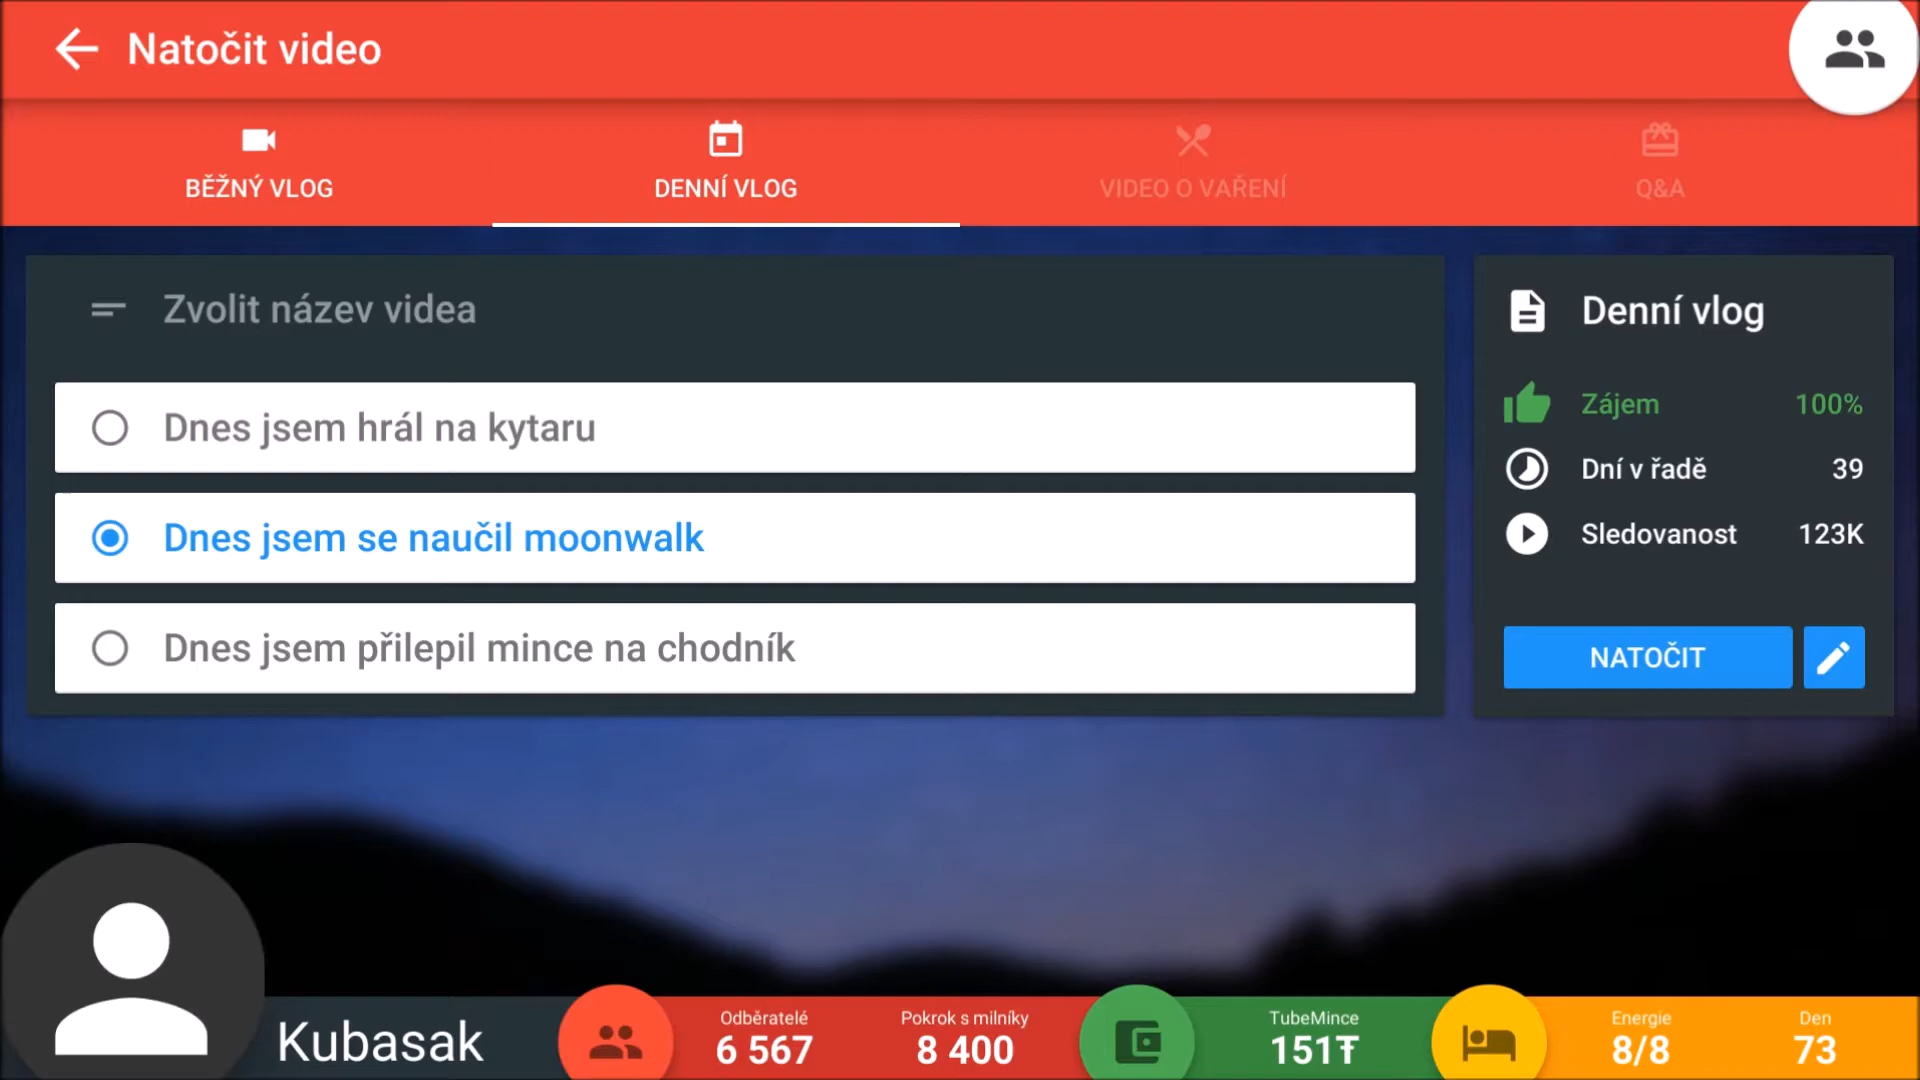 Natočit video
BĚŽNÝ VLOG
DENNÍ VLOG
VIDEO O VAŘENÍ
Q&A
Zvolit název videa
Dnes jsem hrál na kytaru
Dnes jsem se naučil moonwalk
Dnes jsem přilepil mince na chodník
Denní vlog
Zájem 100%
Dní v řadě 39
Sledovanost 123K
NATOČIT
Kubasak
Odběratelé
6 567
Pokrok s milníky
8 400
TubeMince
151Ŧ
Energie
8/8
Den
73